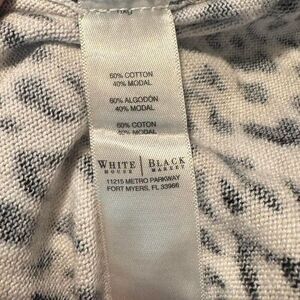 60% COTTON
40% MODAL
60% ALGODÓN
40% MODAL
60% COTON
40% MODAL
WHITE | BLACK
HOUSE | MARKET
11215 METRO PARKWAY
FORT MYERS, FL 33966